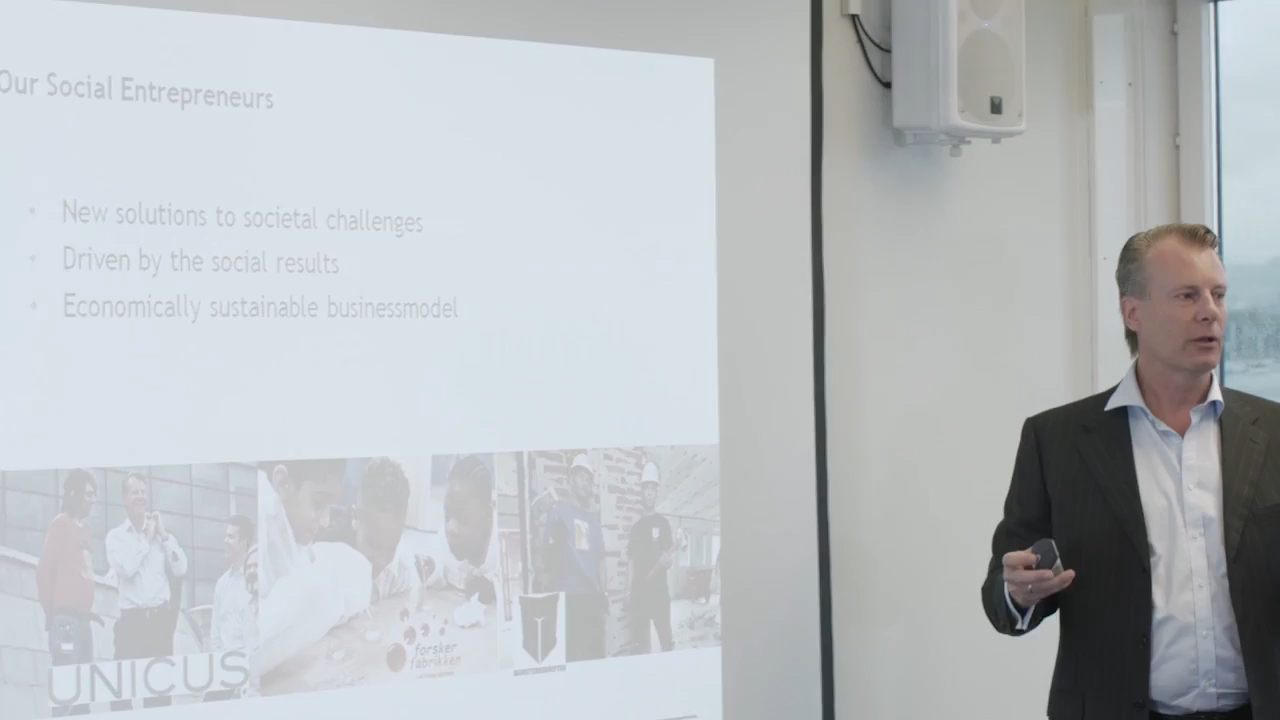 Our Social Entrepreneurs
• New solutions to societal challenges
• Driven by the social results
• Economically sustainable businessmodel
UNICUS
forsker
fabrikken